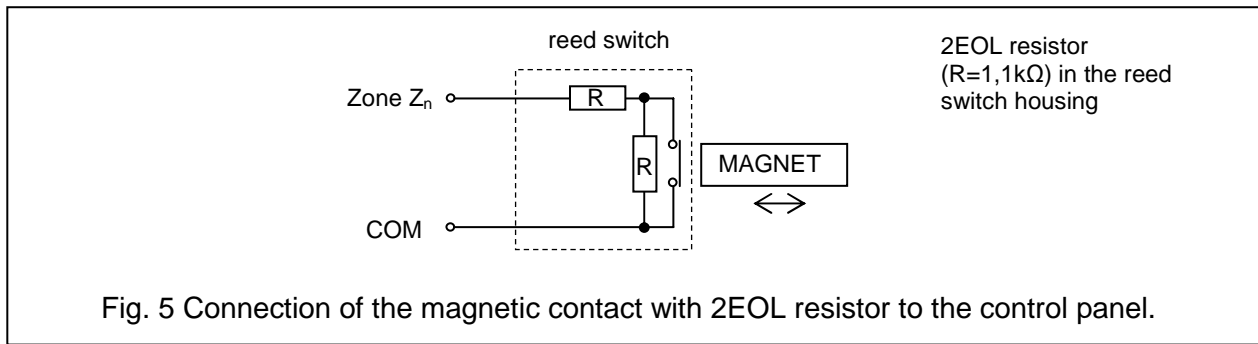 reed switch
2EOL resistor
(R=1,1kΩ) in the reed
switch housing
Zone Zn
R
R
MAGNET
COM
Fig. 5 Connection of the magnetic contact with 2EOL resistor to the control panel.